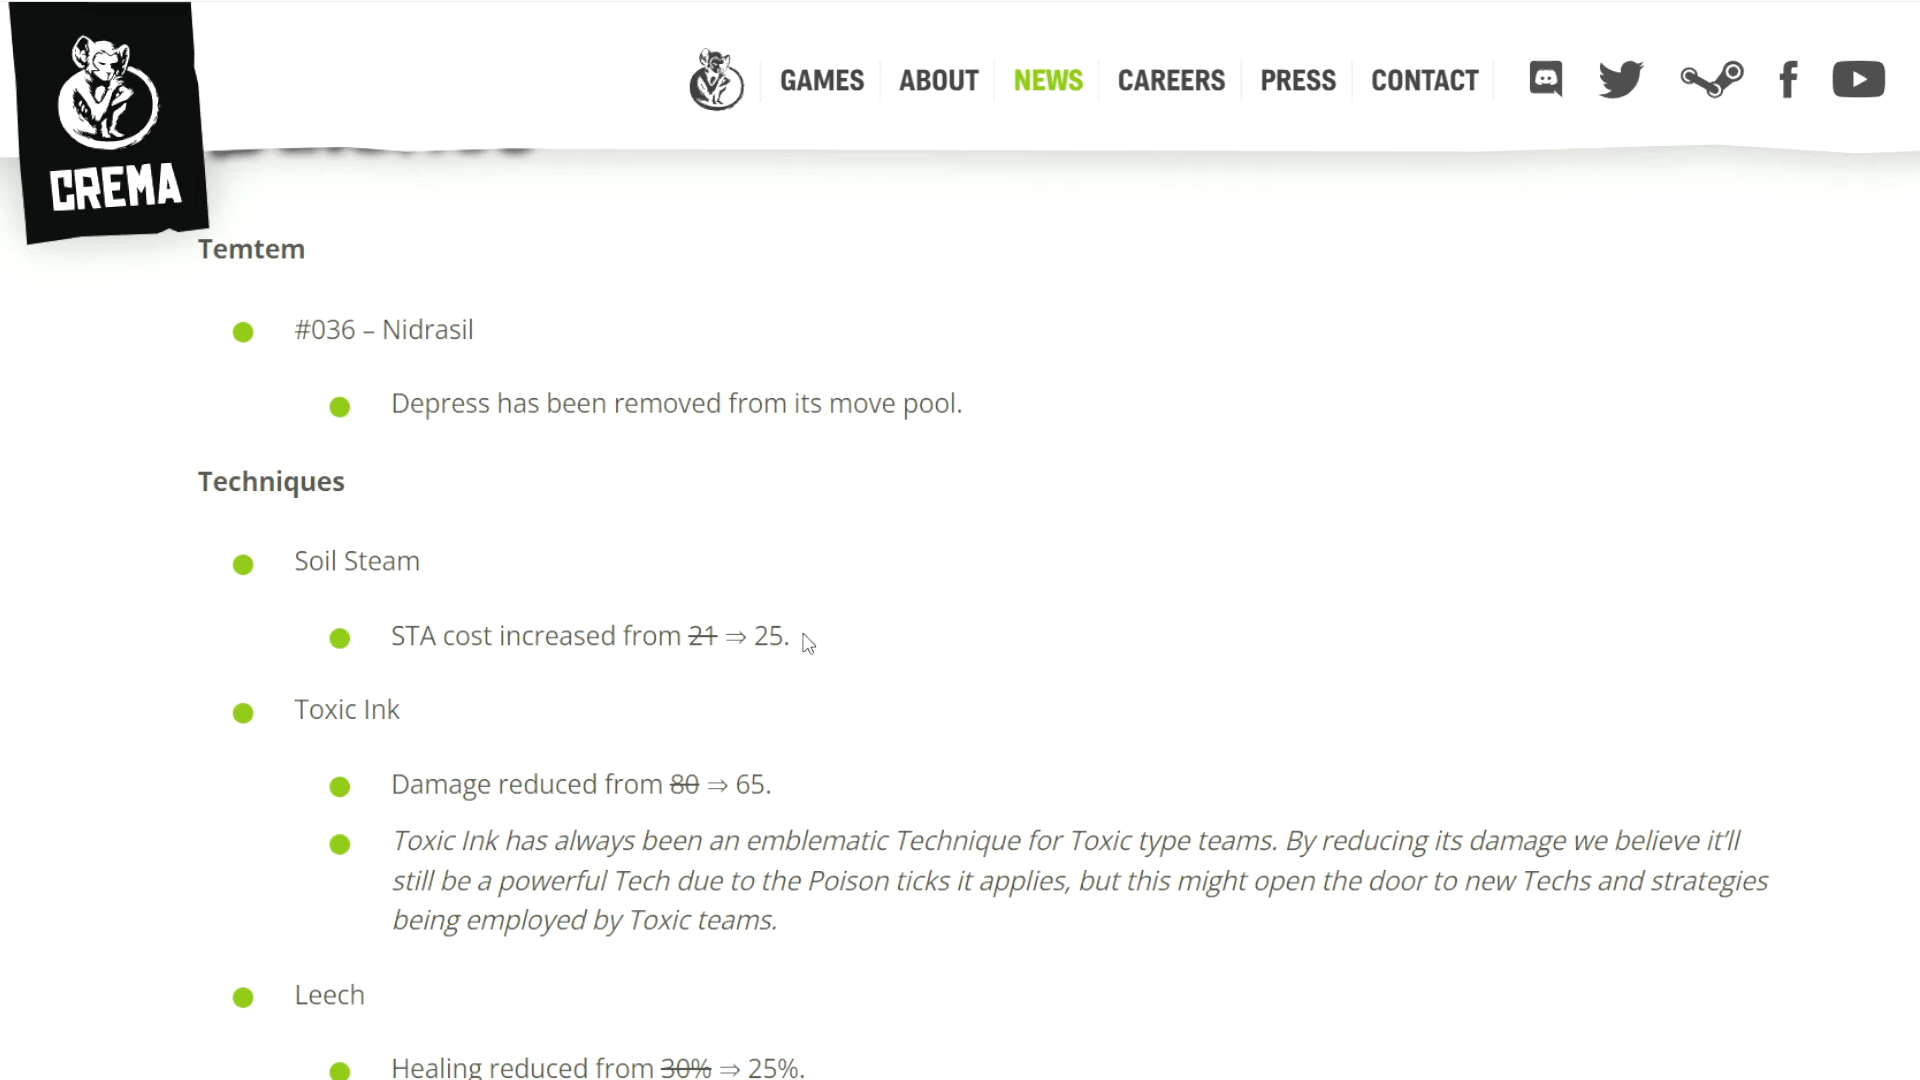 CREMA
GAMES ABOUT NEWS CAREERS PRESS CONTACT
Temtem
#036 – Nidrasil
Depress has been removed from its move pool.
Techniques
Soil Steam
STA cost increased from 21 ⇒ 25.
Toxic Ink
Damage reduced from 80 ⇒ 65.
Toxic Ink has always been an emblematic Technique for Toxic type teams. By reducing its damage we believe it’ll
still be a powerful Tech due to the Poison ticks it applies, but this might open the door to new Techs and strategies
being employed by Toxic teams.
Leech
Healing reduced from 30% ⇒ 25%.